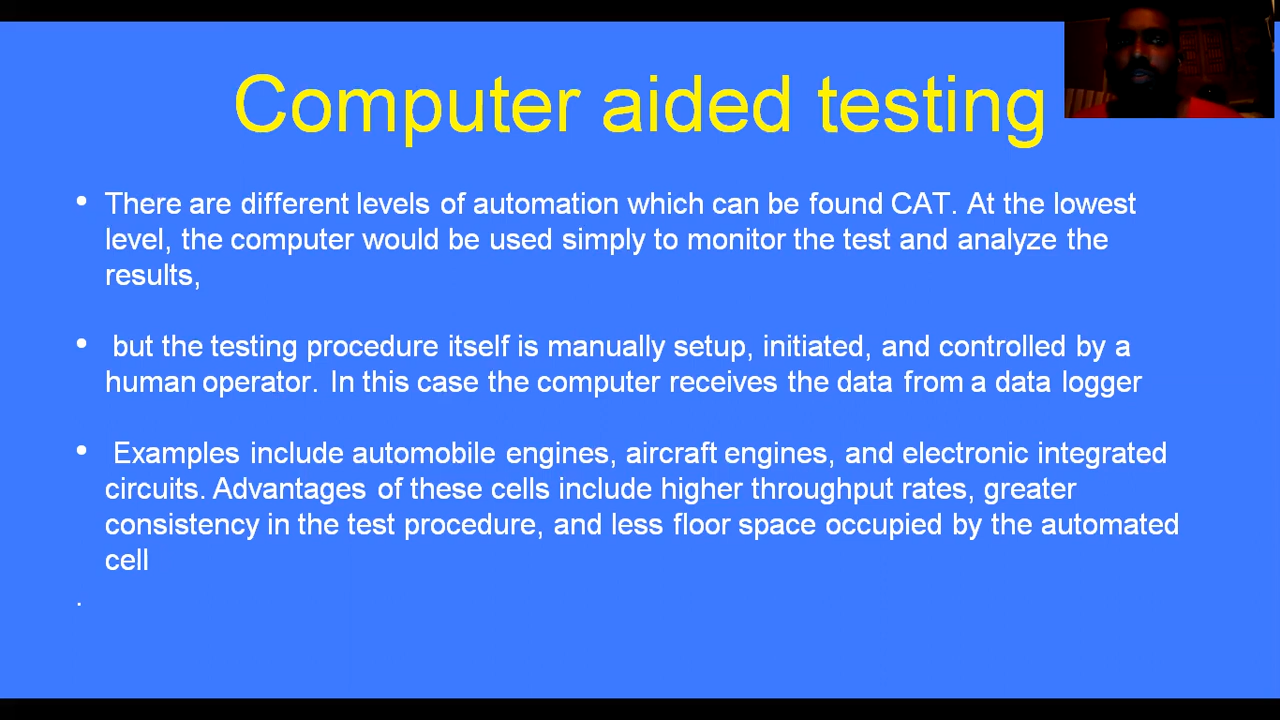 Computer aided testing
• There are different levels of automation which can be found CAT. At the lowest
level, the computer would be used simply to monitor the test and analyze the
results,
• but the testing procedure itself is manually setup, initiated, and controlled by a
human operator. In this case the computer receives the data from a data logger
• Examples include automobile engines, aircraft engines, and electronic integrated
circuits. Advantages of these cells include higher throughput rates, greater
consistency in the test procedure, and less floor space occupied by the automated
cell
.